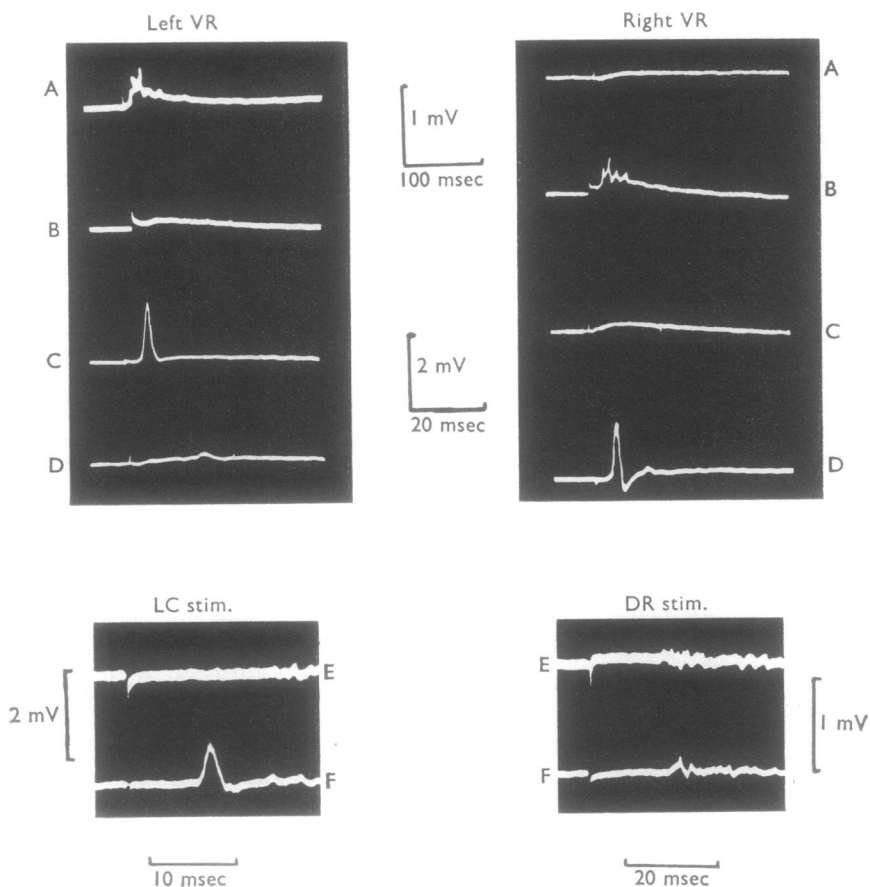 Left VR
Right VR
A
B
C
D
1 mV
100 msec
2 mV
20 msec
A
B
C
D
LC stim.
DR stim.
2 mV
E
F
E
F
1 mV
10 msec
20 msec